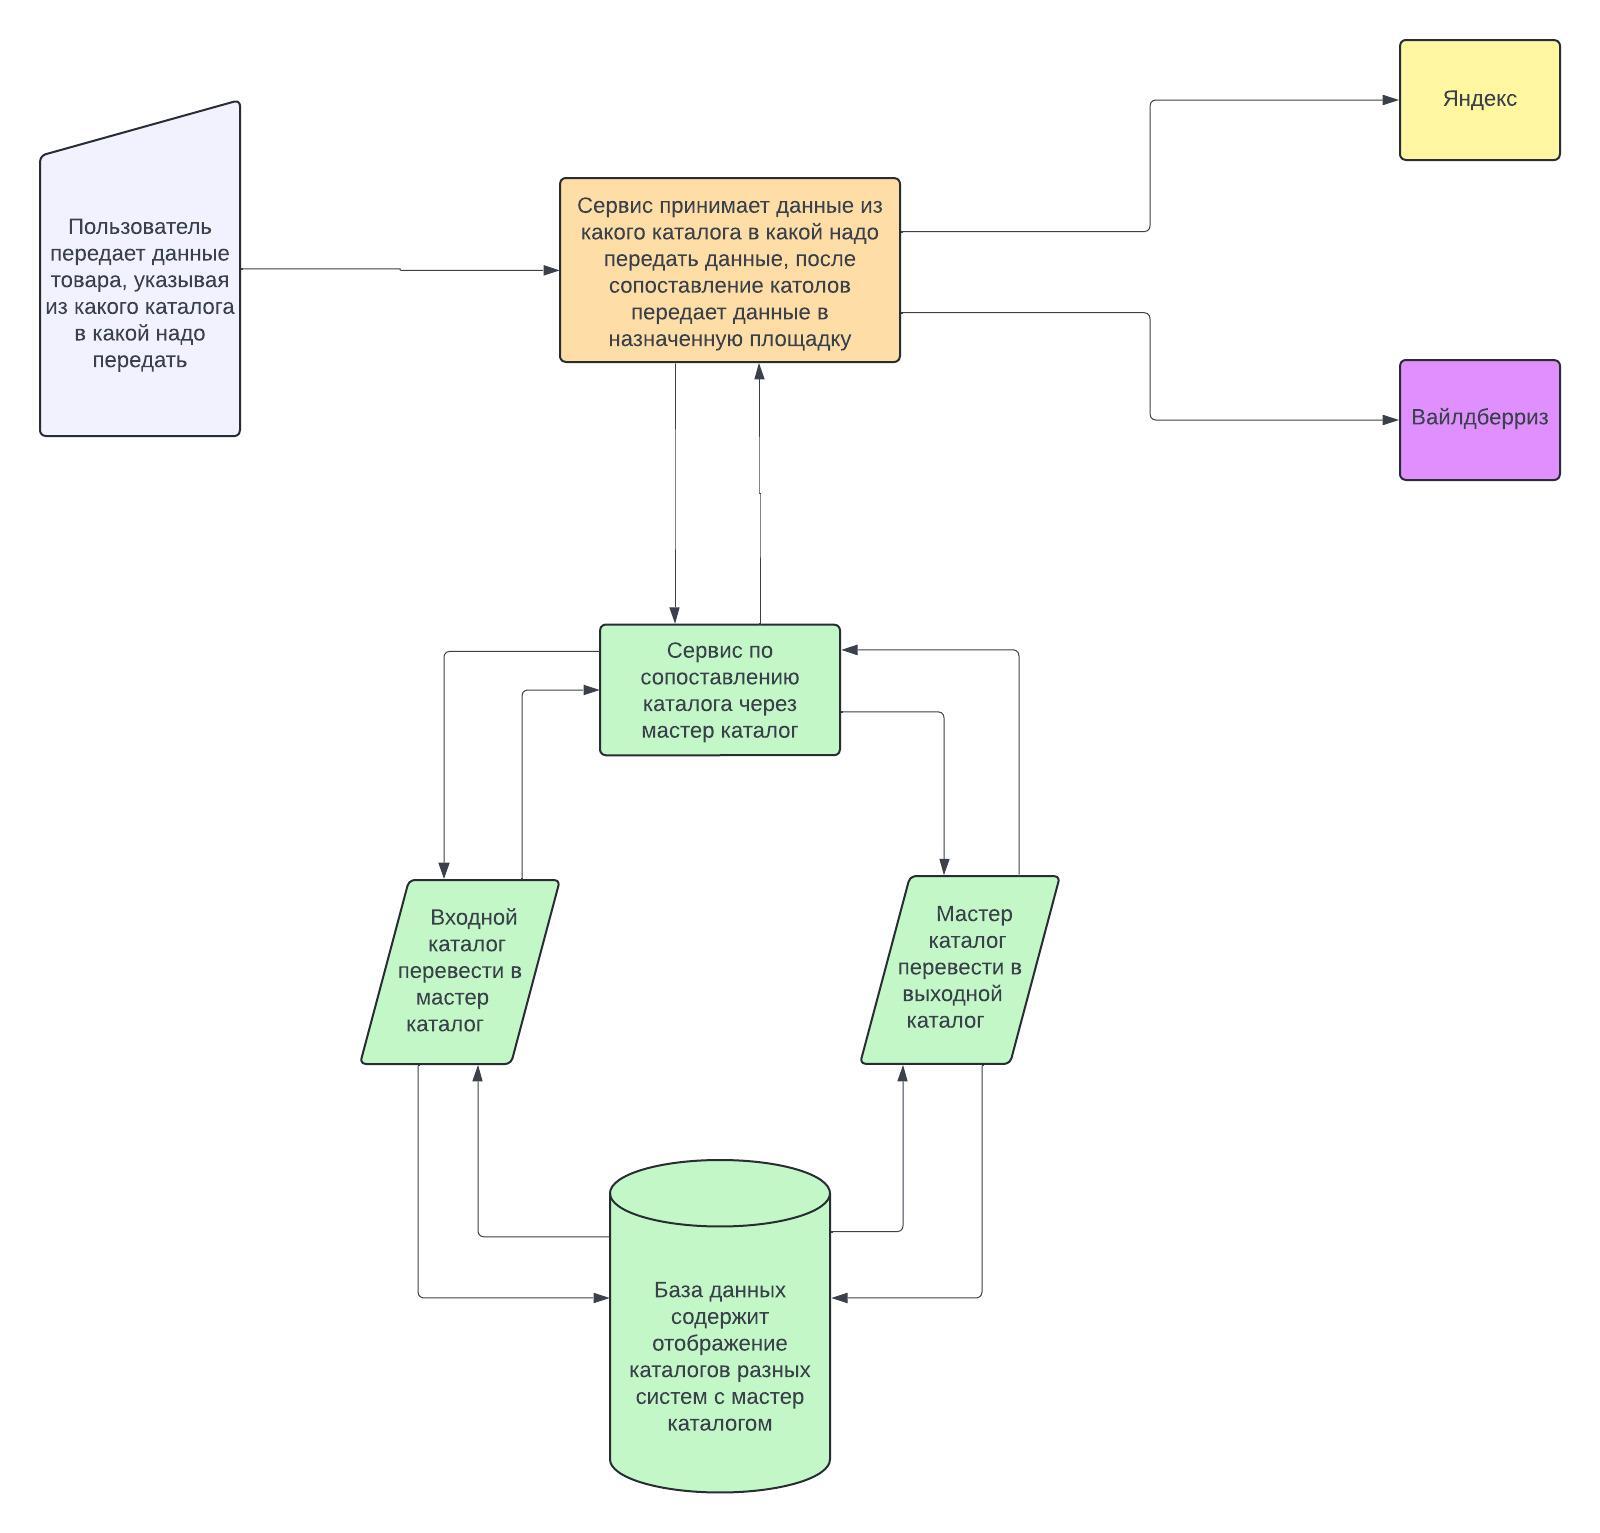 Яндекс
Пользователь
передает данные
товара, указывая
из какого каталога
в какой надо
передать
Сервис принимает данные из
какого каталога в какой надо
передать данные, после
сопоставление католов
передает данные в
назначенную площадку
Вайлдберриз
Сервис по
сопоставлению
каталога через
мастер каталог
Входной
каталог
перевести в
мастер
каталог
Мастер
каталог
перевести в
выходной
каталог
База данных
содержит
отображение
каталогов разных
систем с мастер
каталогом